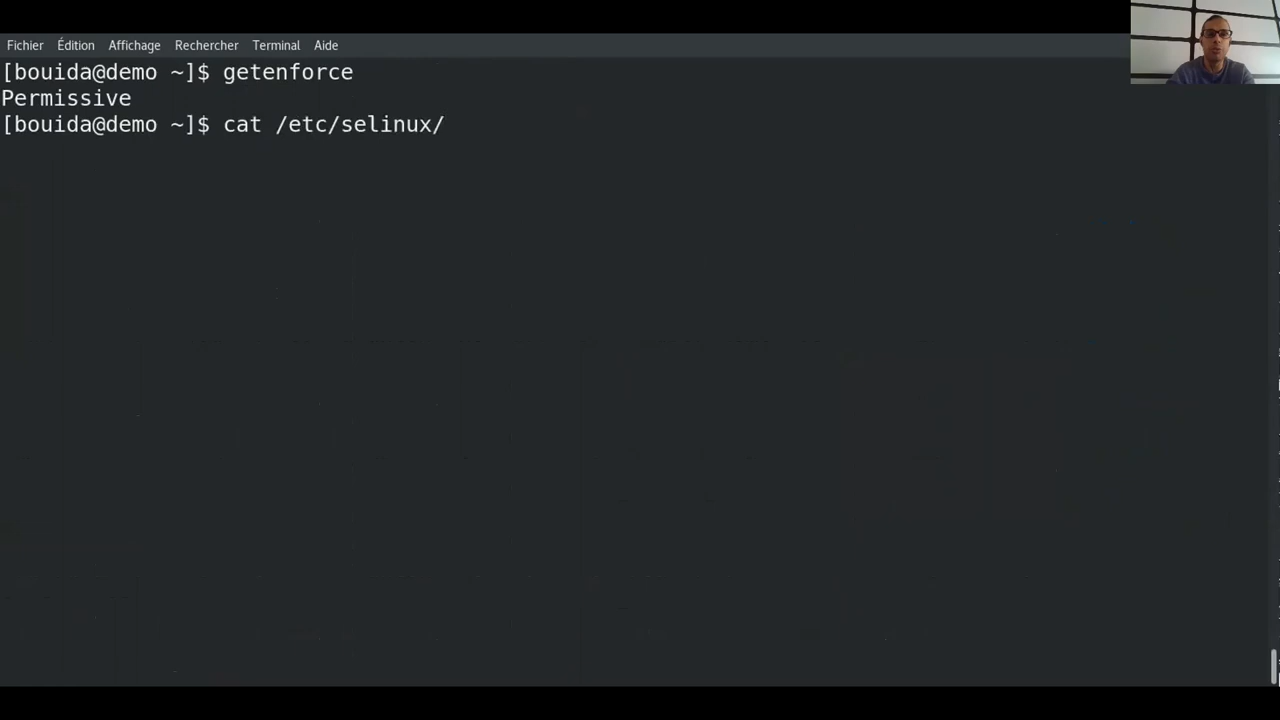 Fichier Édition Affichage Rechercher Terminal Aide
[bouida@demo ~]$ getenforce
Permissive
[bouida@demo ~]$ cat /etc/selinux/